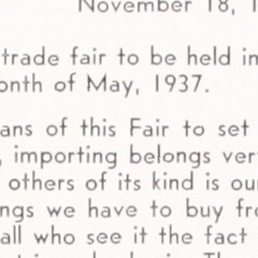 November 18, 1
trade fair to be held in
onth of May, 1937.
ans of this Fair to set
, importing belongs ver
others of its kind is ou
ngs we have to buy fr
all who see it the fact